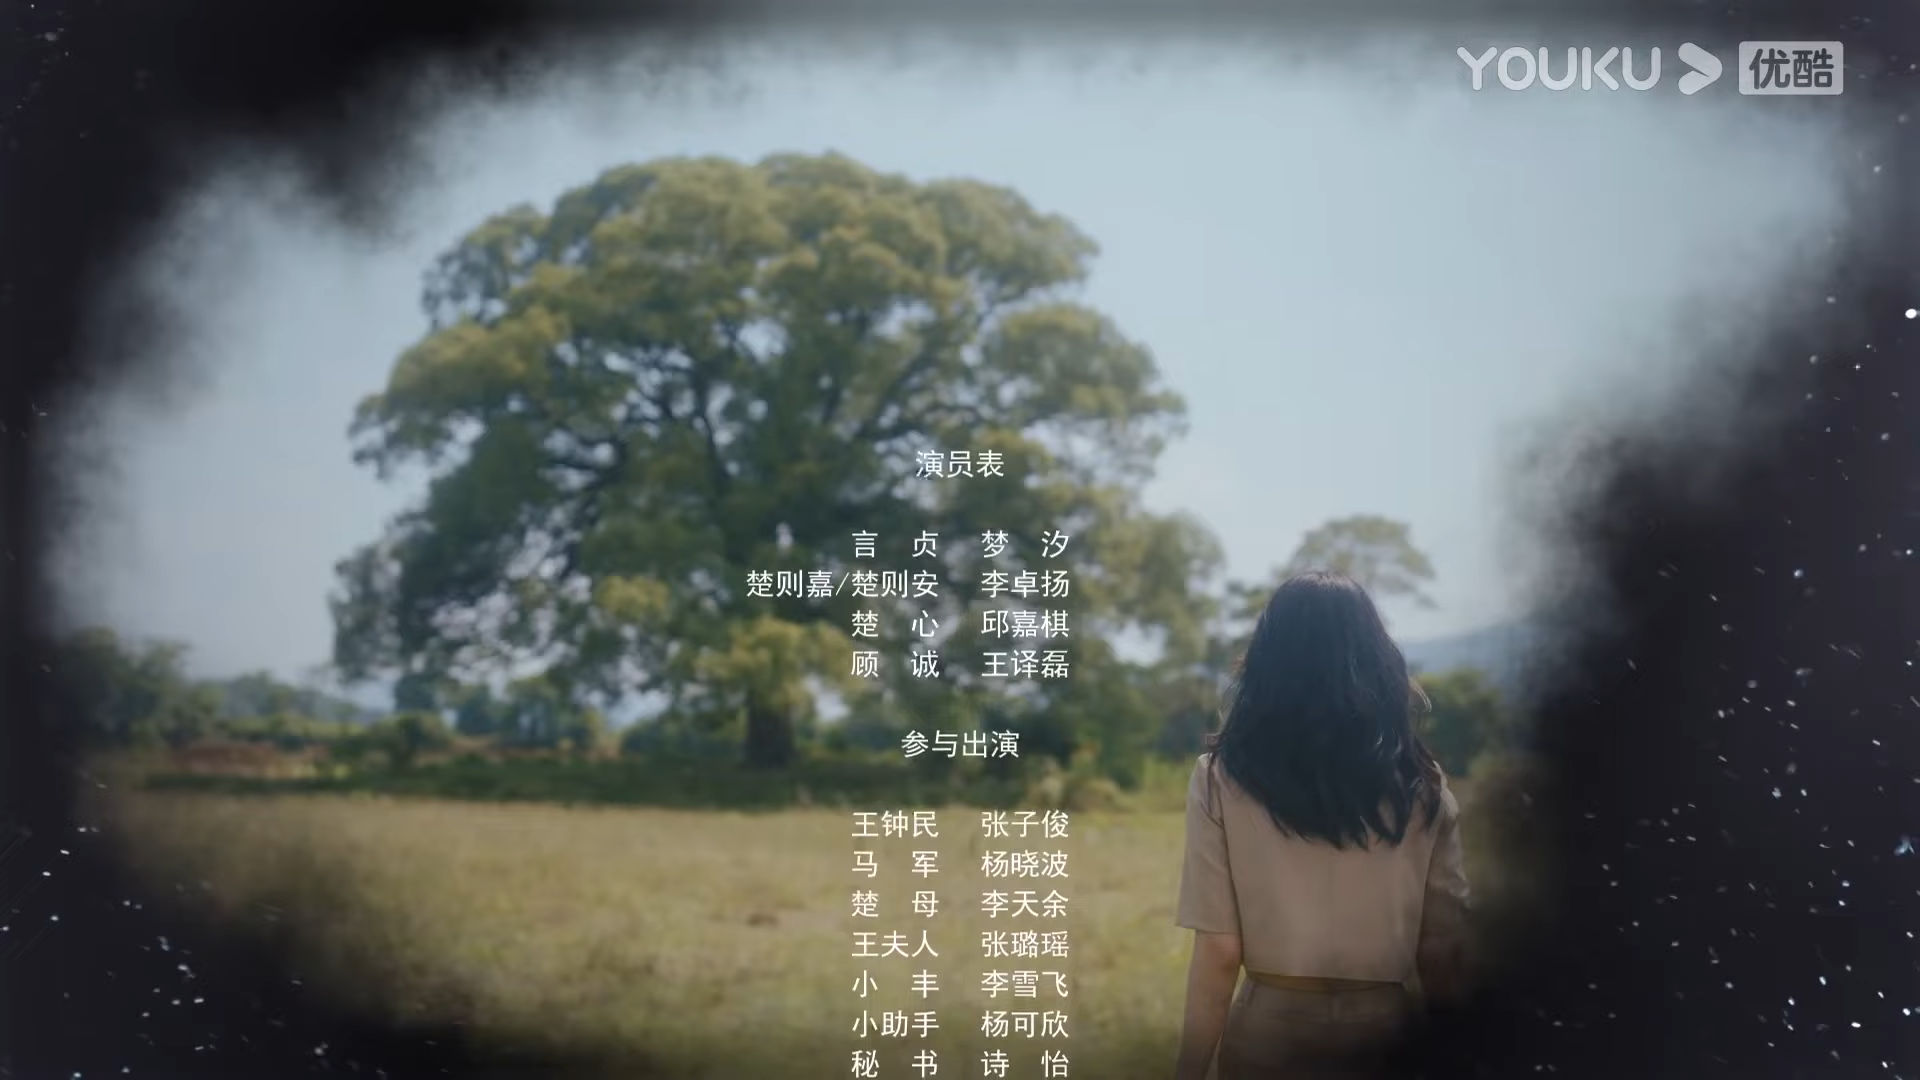 YOUKU 优酷
演员表
言 贞 梦 汐
楚则嘉/楚则安 李卓扬
楚 心 邱嘉棋
顾 诚 王译磊
参与出演
王钟民 张子俊
马 军 杨晓波
楚 母 李天余
王夫人 张璐瑶
小 丰 李雪飞
小助手 杨可欣
秘 书 诗 怡